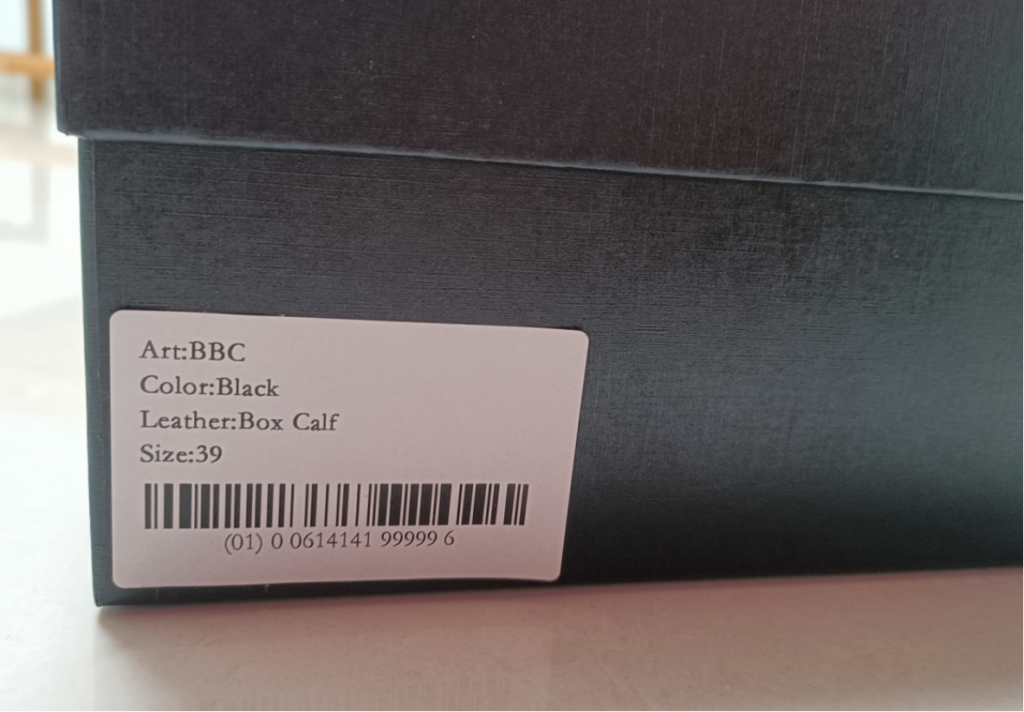 Art:BBC
Color:Black
Leather:Box Calf
Size:39
(01) 0 0614141 99999 6